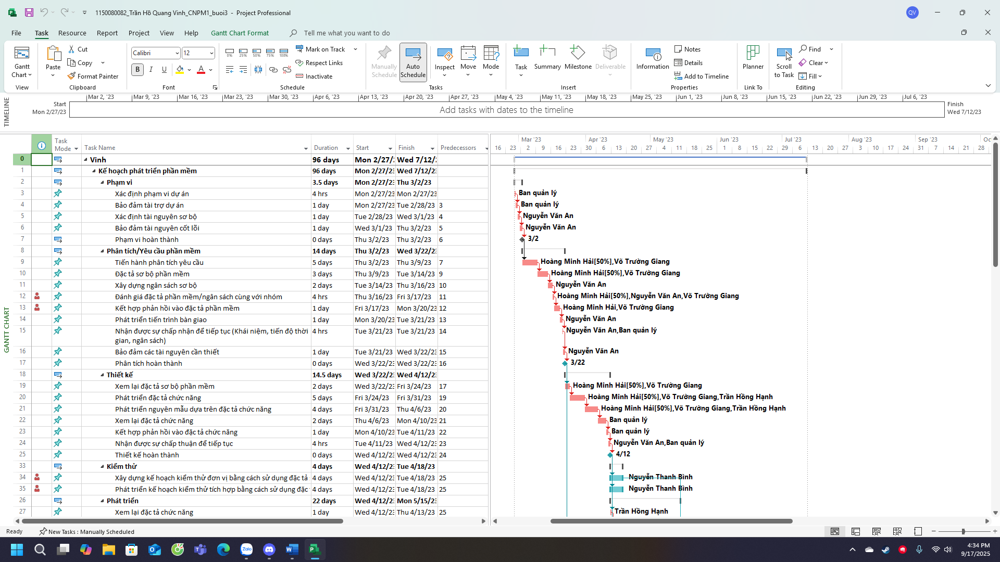 1150080082_Trần Hồ Quang Vinh_CNPM1_buoi3 - Project Professional
QV
File Task Resource Report Project View Help Gantt Chart Format Tell me what you want to do
Gantt Chart
View
Paste
Cut
Copy
Format Painter
Clipboard
Calibri 12
B I U A
Font
0% 25% 50% 75% 100%
Mark on Track
Respect Links
Inactivate
Schedule
Manually Schedule
Auto Schedule
Inspect Move Mode
Tasks
Task Summary Milestone Deliverable
Insert
Information
Notes
Details
Add to Timeline
Properties
Planner
Link To
Scroll to Task
Find
Clear
Fill
Editing
TIMELINE
Mar 2, '23 Mar 9, '23 Mar 16, '23 Mar 23, '23 Mar 30, '23 Apr 6, '23 Apr 13, '23 Apr 20, '23 Apr 27, '23 May 4, '23 May 11, '23 May 18, '23 May 25, '23 Jun 1, '23 Jun 8, '23 Jun 15, '23 Jun 22, '23 Jun 29, '23 Jul 6, '23
Start
Mon 2/27/23
Add tasks with dates to the timeline
Finish
Wed 7/12/23
GANTT CHART
Task Mode Task Name Duration Start Finish Predecessors
Mar '23 Apr '23 May '23 Jun '23 Jul '23 Aug '23 Sep '23 Oc
16 23 2 9 16 23 30 6 13 20 27 4 11 18 25 1 8 15 22 29 6 13 20 27 3 10 17 24 31 7 14 21 28
0 Vinh 96 days Mon 2/27/ Wed 7/12/
1 Kế hoạch phát triển phần mềm 96 days Mon 2/27/23 Wed 7/12/23
2 Phạm vi 3.5 days Mon 2/27/23 Thu 3/2/23
3 Xác định phạm vi dự án 4 hrs Mon 2/27/23 Mon 2/27/23 Ban quản lý
4 Bảo đảm tài trợ dự án 1 day Mon 2/27/23 Tue 2/28/23 3 Ban quản lý
5 Xác định tài nguyên sơ bộ 1 day Tue 2/28/23 Wed 3/1/23 4 Nguyễn Văn An
6 Bảo đảm tài nguyên cốt lõi 1 day Wed 3/1/23 Thu 3/2/23 5 Nguyễn Văn An
7 Phạm vi hoàn thành 0 days Thu 3/2/23 Thu 3/2/23 6 3/2
8 Phân tích/Yêu cầu phần mềm 14 days Thu 3/2/23 Wed 3/22/23
9 Tiến hành phân tích yêu cầu 5 days Thu 3/2/23 Thu 3/9/23 7 Hoàng Minh Hải[50%],Võ Trường Giang
10 Đặc tả sơ bộ phần mềm 3 days Thu 3/9/23 Tue 3/14/23 9 Hoàng Minh Hải[50%],Võ Trường Giang
11 Xây dựng ngân sách sơ bộ 2 days Tue 3/14/23 Thu 3/16/23 10 Nguyễn Văn An
12 Đánh giá đặc tả phần mềm/ngân sách cùng với nhóm 4 hrs Thu 3/16/23 Fri 3/17/23 11 Hoàng Minh Hải[50%],Nguyễn Văn An,Võ Trường Giang
13 Kết hợp phản hồi vào đặc tả phần mềm 1 day Fri 3/17/23 Mon 3/20/23 12 Hoàng Minh Hải,Võ Trường Giang
14 Phát triển tiến trình bàn giao 1 day Mon 3/20/23 Tue 3/21/23 13 Nguyễn Văn An
15 Nhận được sự chấp nhận để tiếp tục (Khái niệm, tiến độ thời 4 hrs Tue 3/21/23 Tue 3/21/23 14 Nguyễn Văn An,Ban quản lý
gian, ngân sách)
16 Bảo đảm các tài nguyên cần thiết 1 day Tue 3/21/23 Wed 3/22/23 15 Nguyễn Văn An
17 Phân tích hoàn thành 0 days Wed 3/22/23 Wed 3/22/23 16 3/22
18 Thiết kế 14.5 days Wed 3/22/23 Wed 4/12/23
19 Xem lại đặc tả sơ bộ phần mềm 2 days Wed 3/22/23 Fri 3/24/23 17 Hoàng Minh Hải[50%],Võ Trường Giang
20 Phát triển đặc tả chức năng 5 days Fri 3/24/23 Fri 3/31/23 19 Hoàng Minh Hải[50%],Võ Trường Giang,Trần Hồng Hạnh
21 Phát triển nguyên mẫu dựa trên đặc tả chức năng 4 days Fri 3/31/23 Thu 4/6/23 20 Hoàng Minh Hải[50%],Võ Trường Giang,Trần Hồng Hạnh
22 Xem lại đặc tả chức năng 2 days Thu 4/6/23 Mon 4/10/23 21 Ban quản lý
23 Kết hợp phản hồi vào đặc tả chức năng 1 day Mon 4/10/23 Tue 4/11/23 22 Ban quản lý
24 Nhận được sự chấp thuận để tiếp tục 4 hrs Tue 4/11/23 Wed 4/12/23 23 Nguyễn Văn An,Ban quản lý
25 Thiết kế hoàn thành 0 days Wed 4/12/23 Wed 4/12/23 24 4/12
33 Kiểm thử 4 days Wed 4/12/23 Tue 4/18/23
34 Xây dựng kế hoạch kiểm thử đơn vị bằng cách sử dụng đặc tả 4 days Wed 4/12/23 Tue 4/18/23 25 Nguyễn Thanh Bình
35 Phát triển kế hoạch kiểm thử tích hợp bằng cách sử dụng đặc 4 days Wed 4/12/23 Tue 4/18/23 25 Nguyễn Thanh Bình
26 Phát triển 22 days Wed 4/12/23 Mon 5/15/23
27 Xem lại đặc tả chức năng 1 day Wed 4/12/23 Thu 4/13/23 25 Trần Hồng Hạnh
Ready New Tasks : Manually Scheduled
4:34 PM
9/17/2025